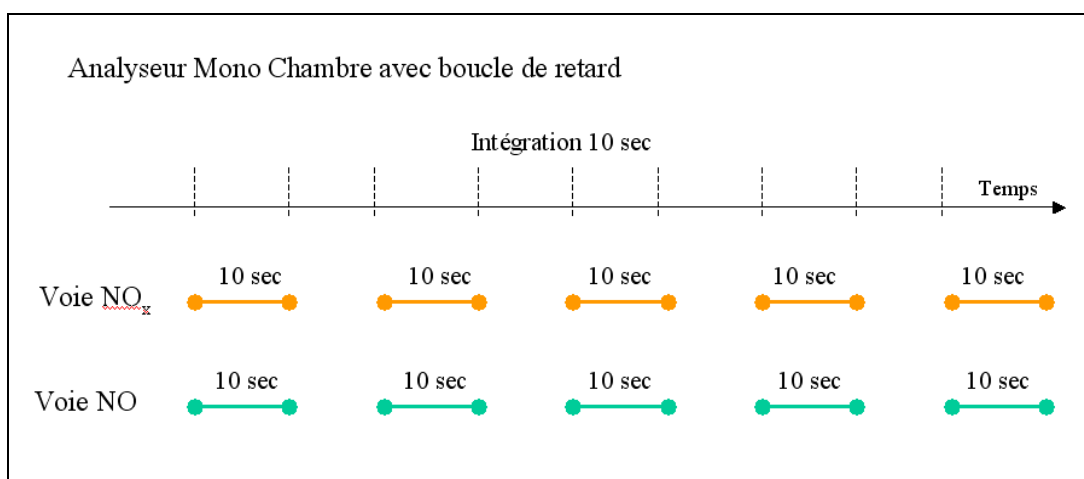 Analyseur Mono Chambre avec boucle de retard
Intégration 10 sec
Temps
10 sec 10 sec 10 sec 10 sec 10 sec
Voie NOx
10 sec 10 sec 10 sec 10 sec 10 sec
Voie NO